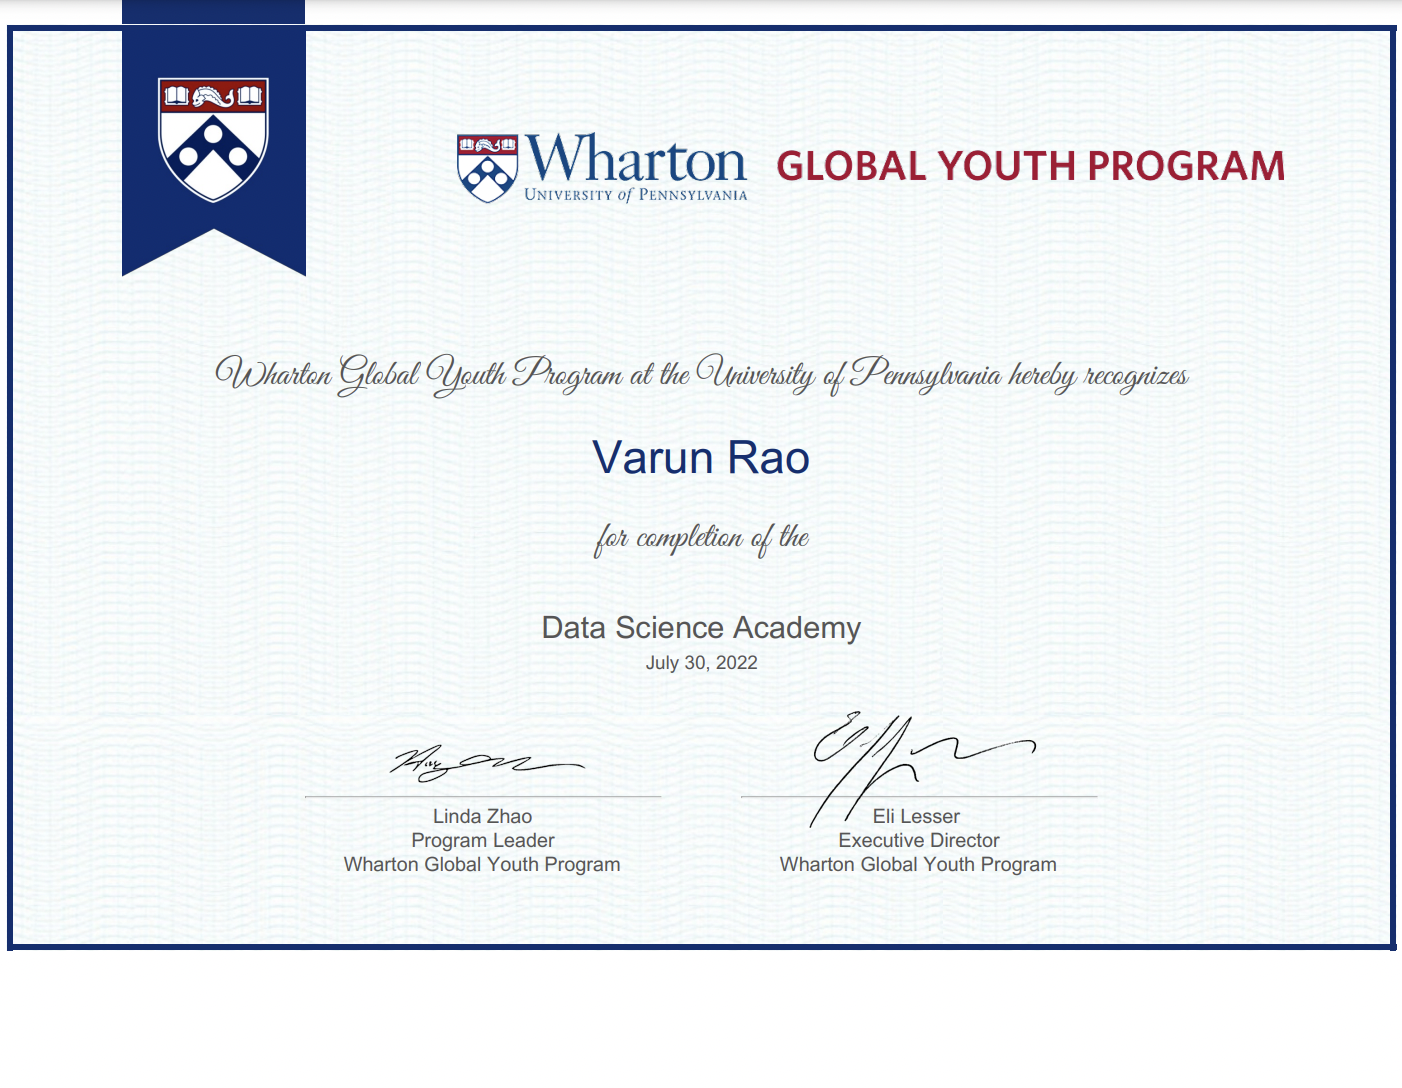 Wharton
UNIVERSITY of PENNSYLVANIA
GLOBAL YOUTH PROGRAM
Wharton Global Youth Program at the University of Pennsylvania hereby recognizes
Varun Rao
for completion of the
Data Science Academy
July 30, 2022
Linda Zhao
Program Leader
Wharton Global Youth Program
Eli Lesser
Executive Director
Wharton Global Youth Program